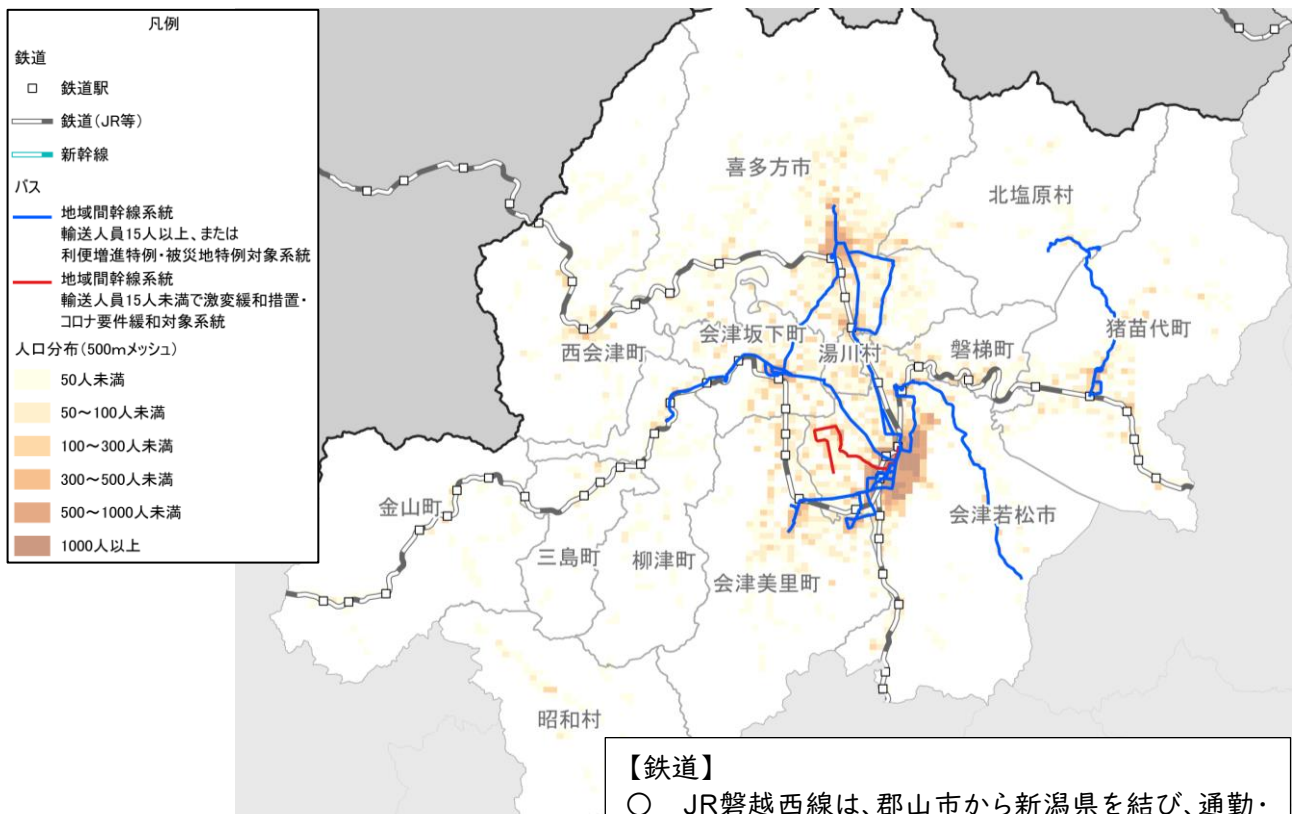 凡例
鉄道
鉄道駅
鉄道(JR等)
新幹線
バス
地域間幹線系統
輸送人員15人以上、または
利便増進特例・被災地特例対象系統
地域間幹線系統
輸送人員15人未満で激変緩和措置・
コロナ要件緩和対象系統
人口分布(500mメッシュ)
50人未満
50～100人未満
100～300人未満
300～500人未満
500～1000人未満
1000人以上
喜多方市
北塩原村
猪苗代町
会津坂下町
湯川村
磐梯町
西会津町
金山町
三島町
柳津町
会津美里町
会津若松市
昭和村
【鉄道】
○ JR磐越西線は、郡山市から新潟県を結び、通勤・